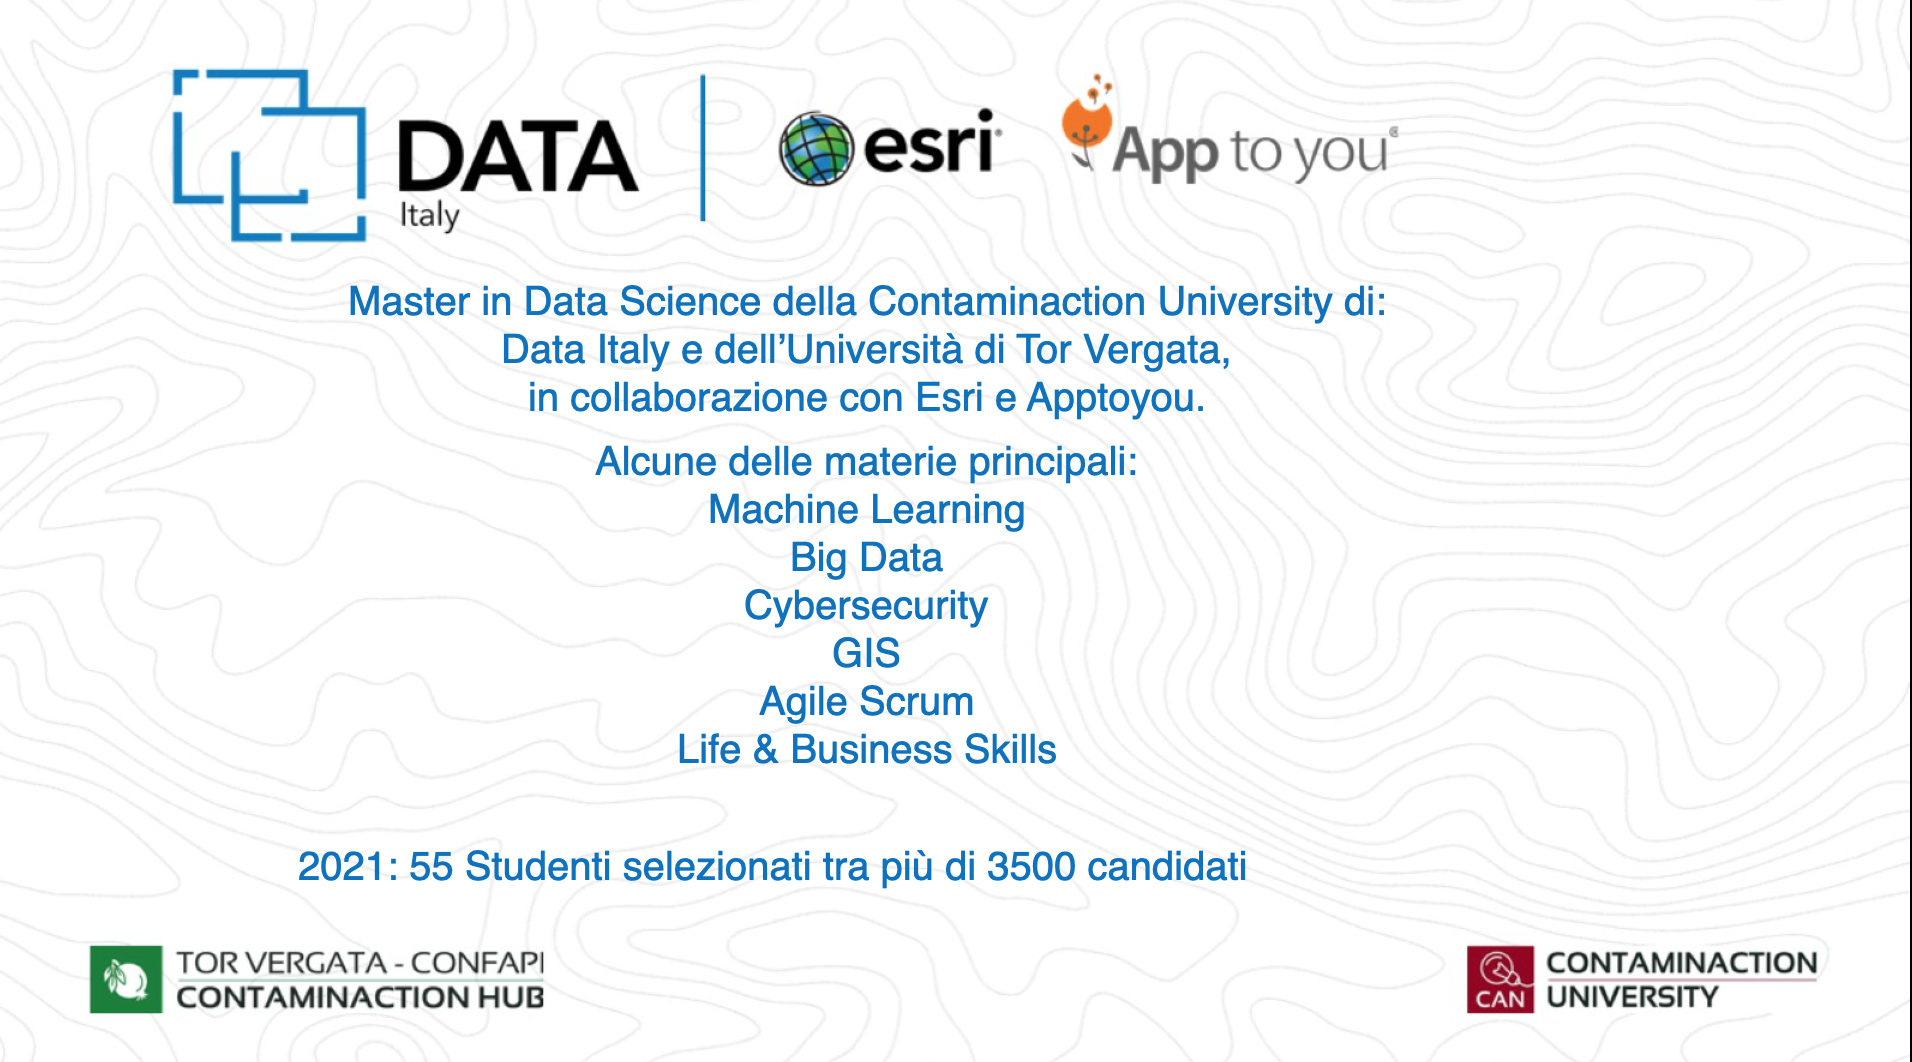 DATA
Italy
esri
App to you
Master in Data Science della Contaminaction University di:
Data Italy e dell’Università di Tor Vergata,
in collaborazione con Esri e Apptoyou.
Alcune delle materie principali:
Machine Learning
Big Data
Cybersecurity
GIS
Agile Scrum
Life & Business Skills
2021: 55 Studenti selezionati tra più di 3500 candidati
TOR VERGATA - CONFAPI
CONTAMINACTION HUB
CAN
CONTAMINACTION
UNIVERSITY